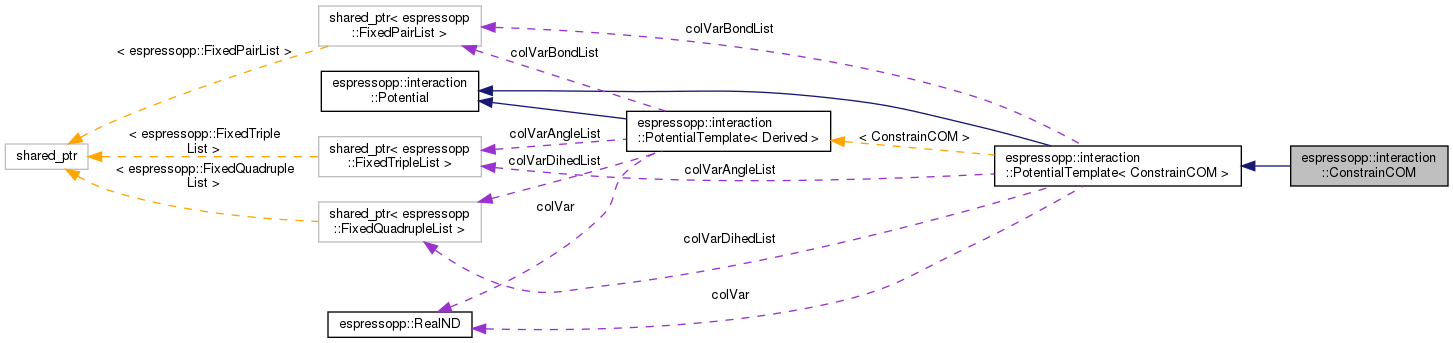 shared_ptr< espressopp
::FixedPairList >
colVarBondList
colVarBondList
< espressopp::FixedPairList >
espressopp::interaction
::Potential
espressopp::interaction
::PotentialTemplate< Derived >
< ConstrainCOM >
< espressopp::FixedTriple
List >
shared_ptr< espressopp
::FixedTripleList >
colVarAngleList
shared_ptr
espressopp::interaction
::PotentialTemplate< ConstrainCOM >
espressopp::interaction
::ConstrainCOM
< espressopp::FixedQuadruple
List >
colVarDihedList
colVarAngleList
shared_ptr< espressopp
::FixedQuadrupleList >
colVar
colVarDihedList
colVar
espressopp::RealND